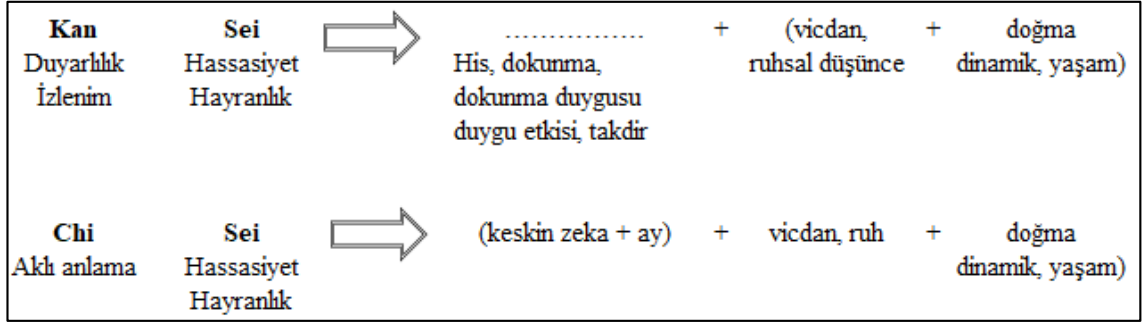 Kan Sei ................ + (vicdan, + doğma
Duyarlılık Hassasiyet His, dokunma, ruhsal düşünce dinamik, yaşam)
İzlenim Hayranlık dokunma duygusu
duygu etkisi, takdir
Chi Sei (keskin zeka + ay) + vicdan, ruh + doğma
Aklı anlama Hassasiyet dinamik, yaşam)
Hayranlık